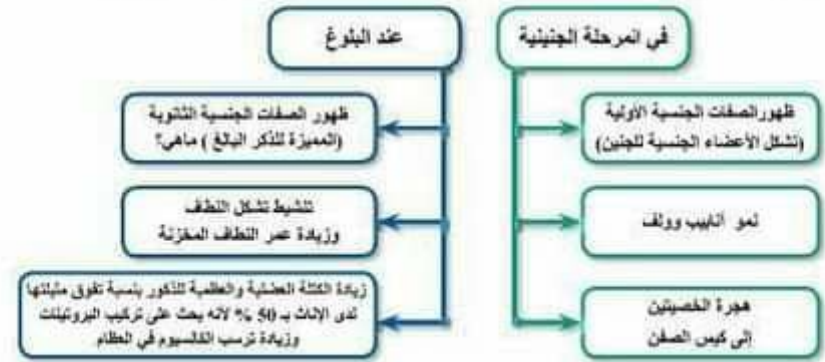 في المرحلة الجنينية
ظهور الصفات الجنسية الأولية
(تشكل الأعضاء الجنسية للجنين)
نمو أنابيب وولف
هجرة الخصيتين
إلى كيس الصفن
عند البلوغ
ظهور الصفات الجنسية الثانوية
(المميزة للذكر البالغ) ماهي؟
تنشيط تشكل النطاف
وزيادة عمر النطاف المخزنة
زيادة الكتلة العضلية والعظمية للذكور بنسبة تفوق مثيلتها
لدى الإناث بـ 50 % لأنه يحث على تركيب البروتينات
وزيادة ترسب الكالسيوم في العظام